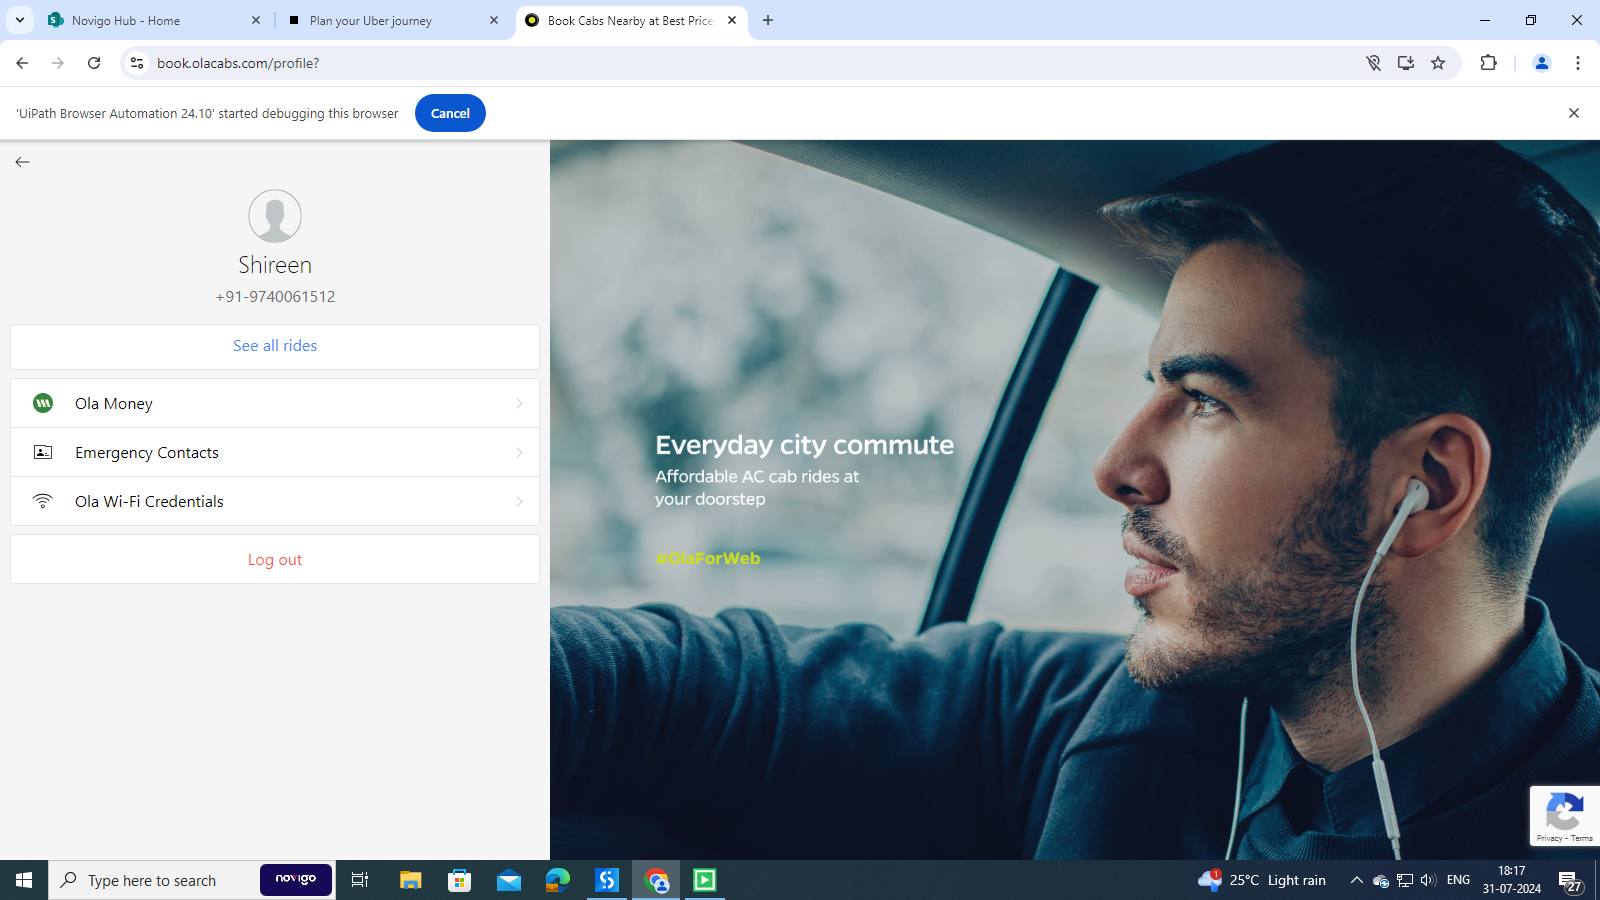 Novigo Hub - Home
Plan your Uber journey
Book Cabs Nearby at Best Price
book.olacabs.com/profile?
'UiPath Browser Automation 24.10' started debugging this browser
Cancel
Shireen
+91-9740061512
See all rides
Ola Money
Emergency Contacts
Ola Wi-Fi Credentials
Log out
Everyday city commute
Affordable AC cab rides at
your doorstep
#OlaForWeb
Privacy - Terms
Type here to search
novigo
1
25°C Light rain
ENG
18:17
31-07-2024
27